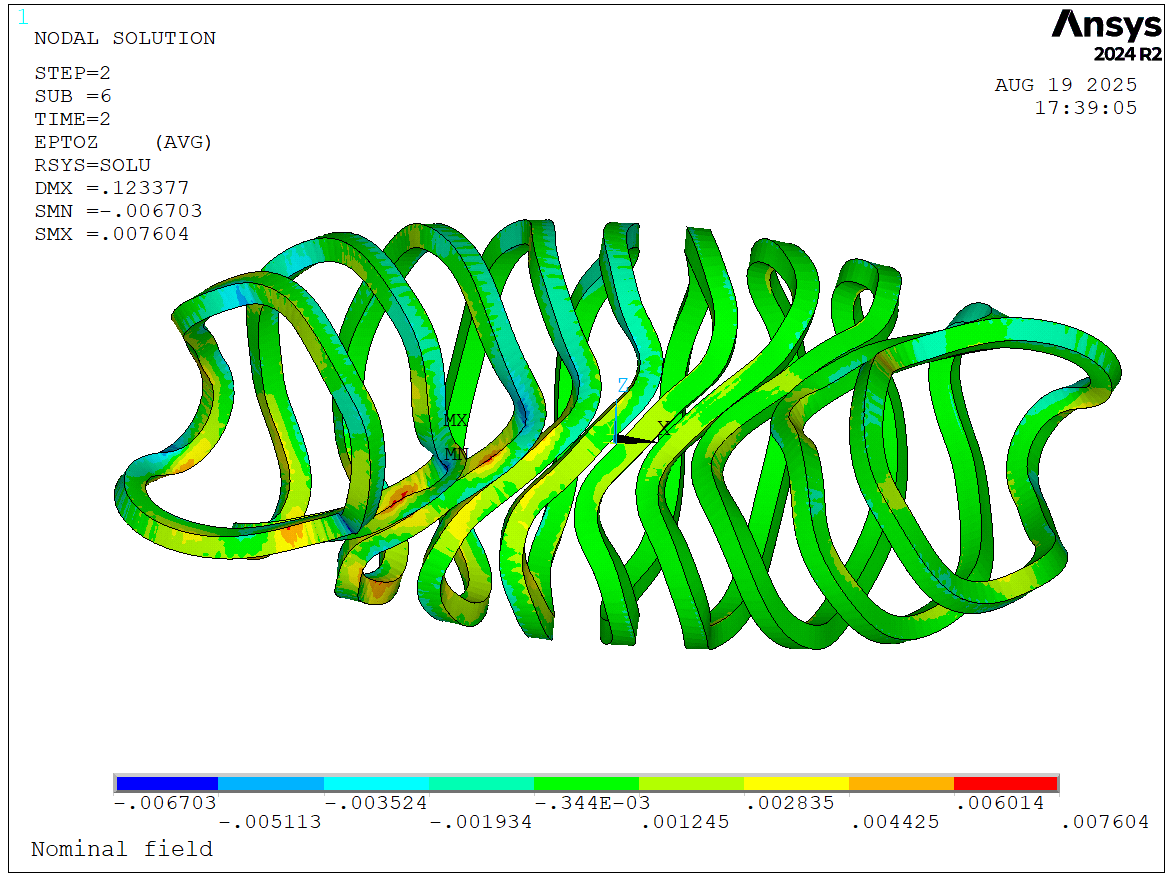 1
NODAL SOLUTION
STEP=2
SUB =6
TIME=2
EPTOZ (AVG)
RSYS=SOLU
DMX =.123377
SMN =-.006703
SMX =.007604
Ansys
2024 R2
AUG 19 2025
17:39:05
Z
MX
X
MN
-.006703 -.003524 -.344E-03 .002835 .006014
-.005113 -.001934 .001245 .004425 .007604
Nominal field